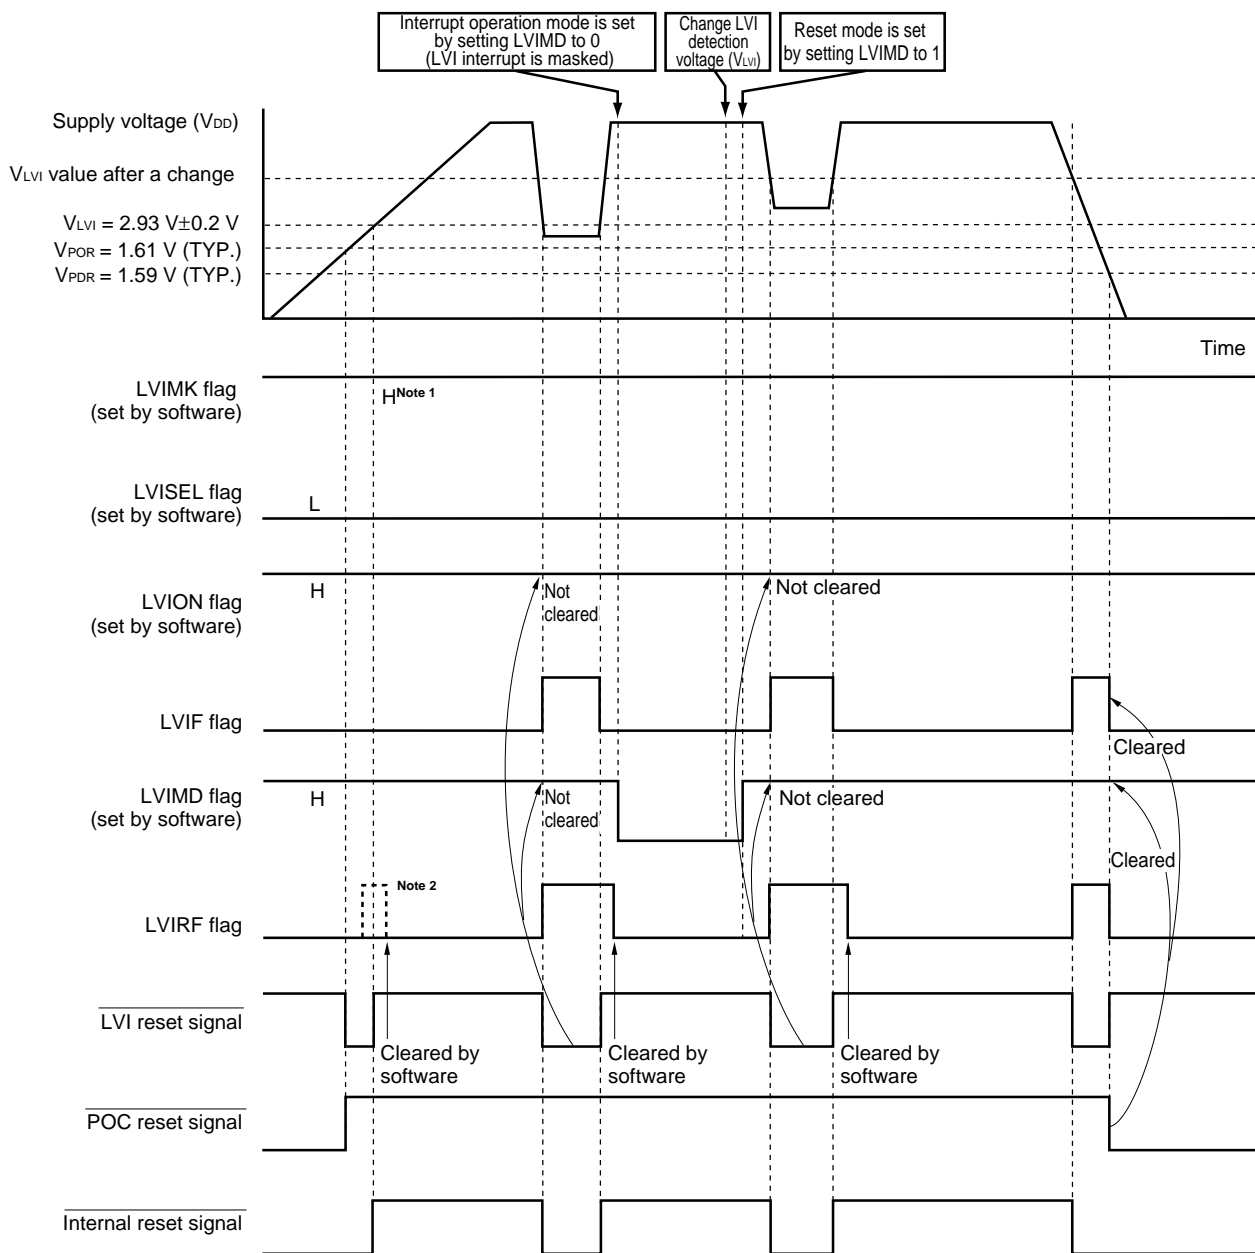 Interrupt operation mode is set
by setting LVIMD to 0
(LVI interrupt is masked)
Change LVI
detection
voltage (VLVI)
Reset mode is set
by setting LVIMD to 1
Supply voltage (VDD)
VLVI value after a change
VLVI = 2.93 V±0.2 V
VPOR = 1.61 V (TYP.)
VPDR = 1.59 V (TYP.)
Time
LVIMK flag
(set by software)
HNote 1
LVISEL flag
(set by software)
L
LVION flag
(set by software)
H
Not
cleared
Not cleared
LVIF flag
Cleared
LVIMD flag
(set by software)
H
Not
cleared
Not cleared
Cleared
LVIRF flag
Note 2
LVI reset signal
Cleared by
software
Cleared by
software
Cleared by
software
POC reset signal
Internal reset signal